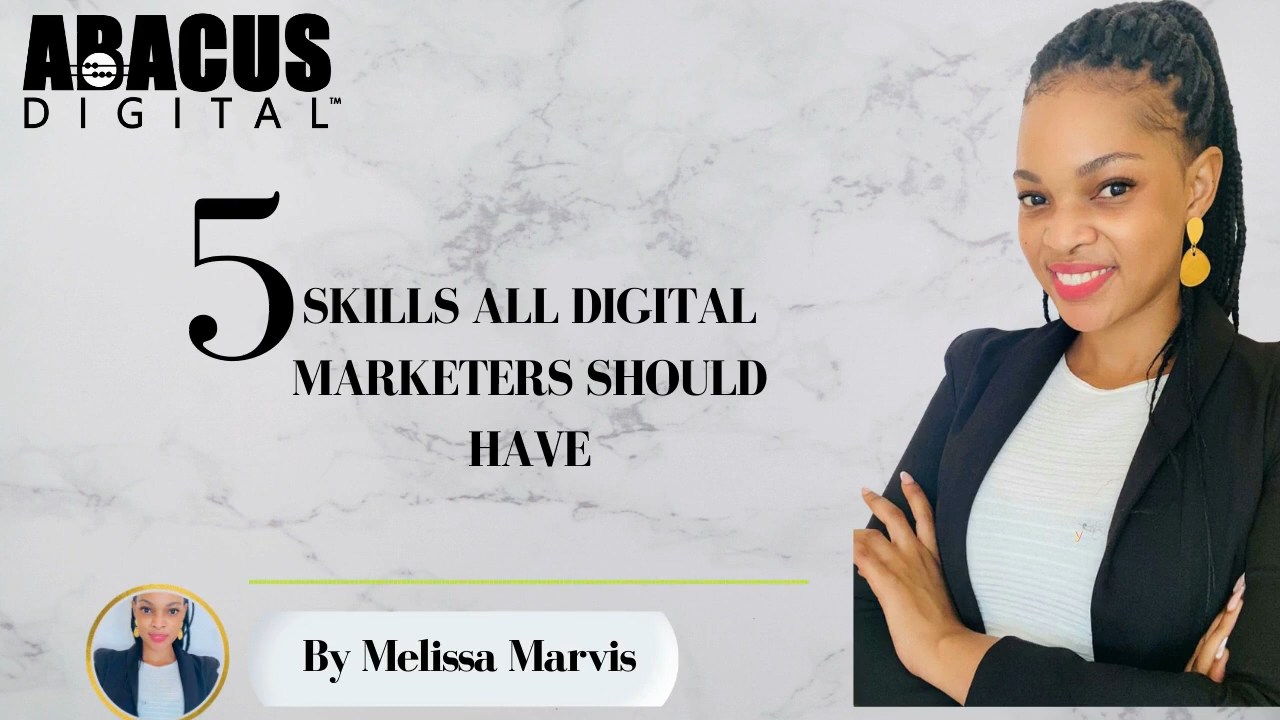 ABACUS
DIGITAL™
5
SKILLS ALL DIGITAL
MARKETERS SHOULD
HAVE
By Melissa Marvis